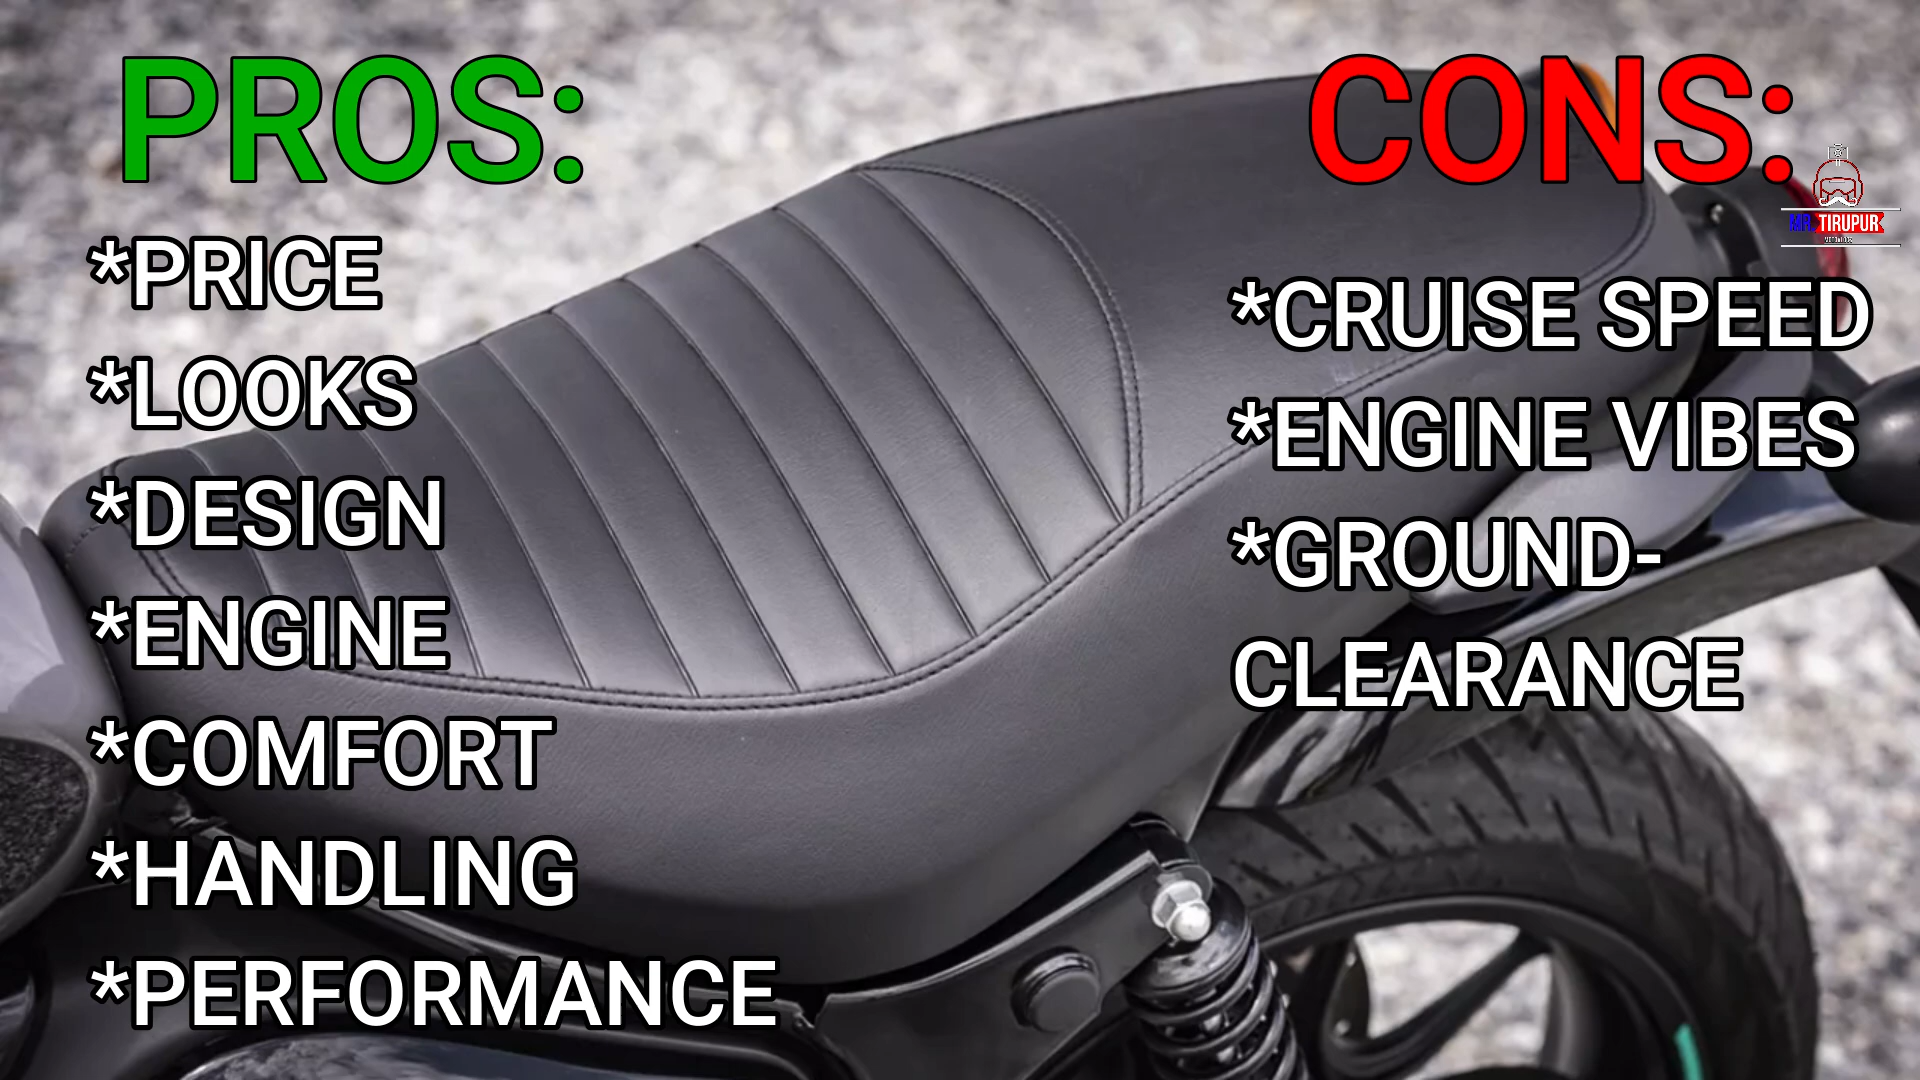 PROS:
*PRICE
*LOOKS
*DESIGN
*ENGINE
*COMFORT
*HANDLING
*PERFORMANCE
CONS:
*CRUISE SPEED
*ENGINE VIBES
*GROUND-
CLEARANCE
MR. TIRUPUR